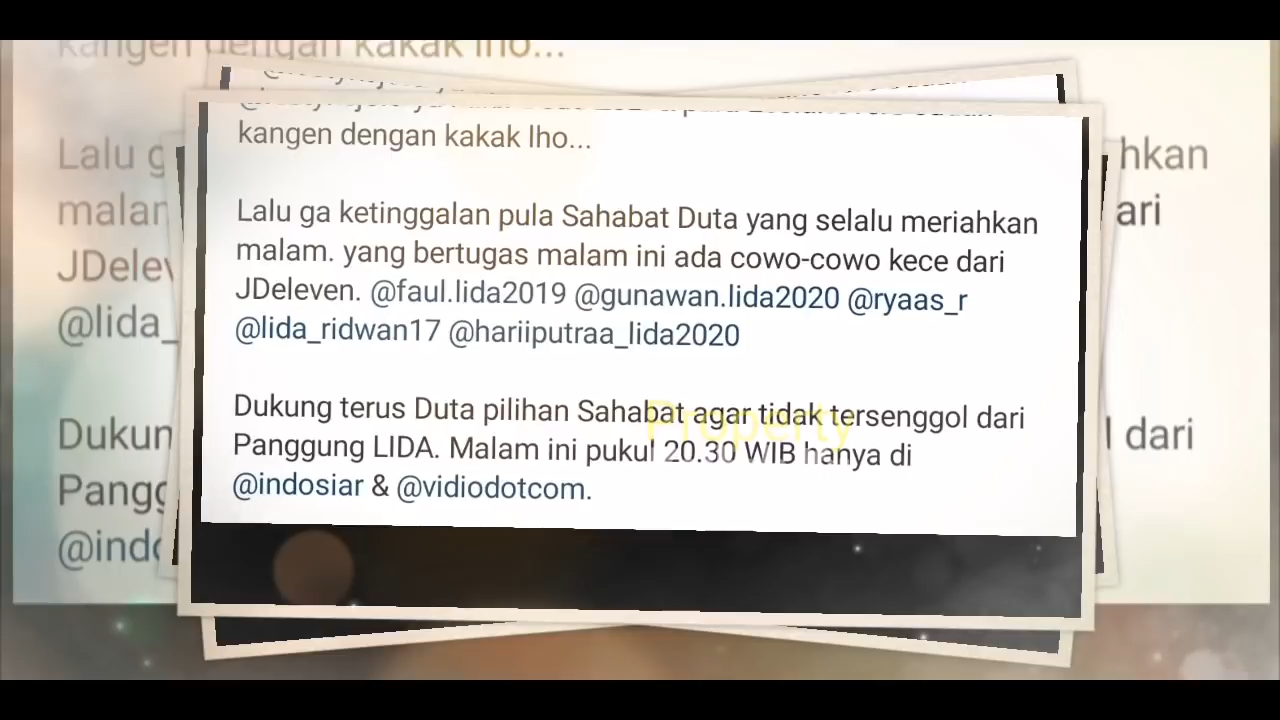 kangen dengan kakak lho...
Lalu ga ketinggalan pula Sahabat Duta yang selalu meriahkan
malam. yang bertugas malam ini ada cowo-cowo kece dari
JDeleven. @faul.lida2019 @gunawan.lida2020 @ryaas_r
@lida_ridwan17 @hariiputraa_lida2020
Dukung terus Duta pilihan Sahabat agar tidak tersenggol dari
Panggung LIDA. Malam ini pukul 20.30 WIB hanya di
@indosiar & @vidiodotcom.
Property